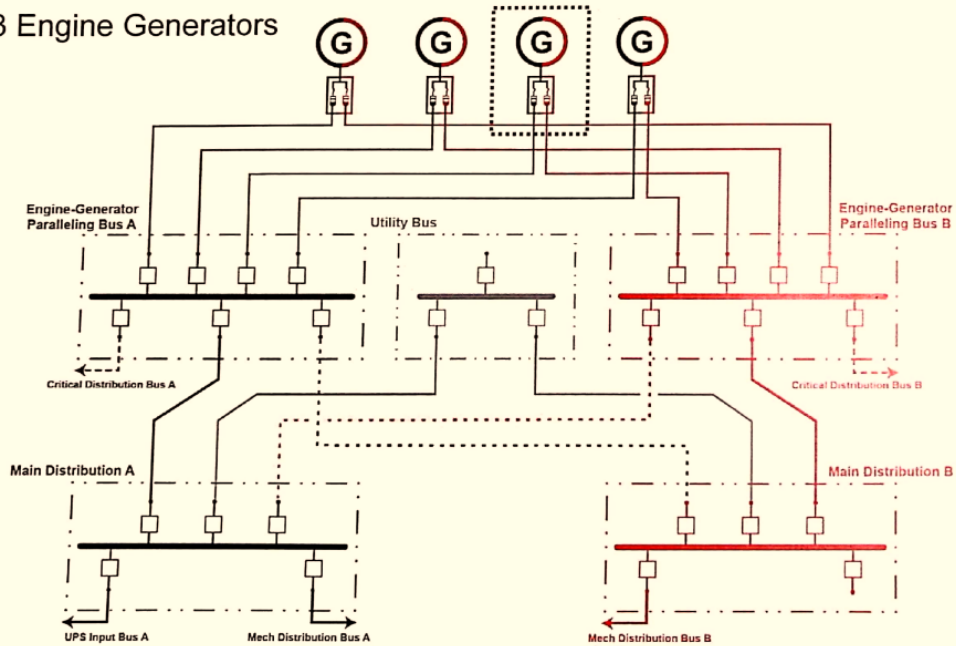 3 Engine Generators
G G G G
Engine-Generator
Paralleling Bus A
Utility Bus
Engine-Generator
Paralleling Bus B
Critical Distribution Bus A
Critical Distribution Bus B
Main Distribution A
Main Distribution B
UPS Input Bus A
Mech Distribution Bus A
Mech Distribution Bus B